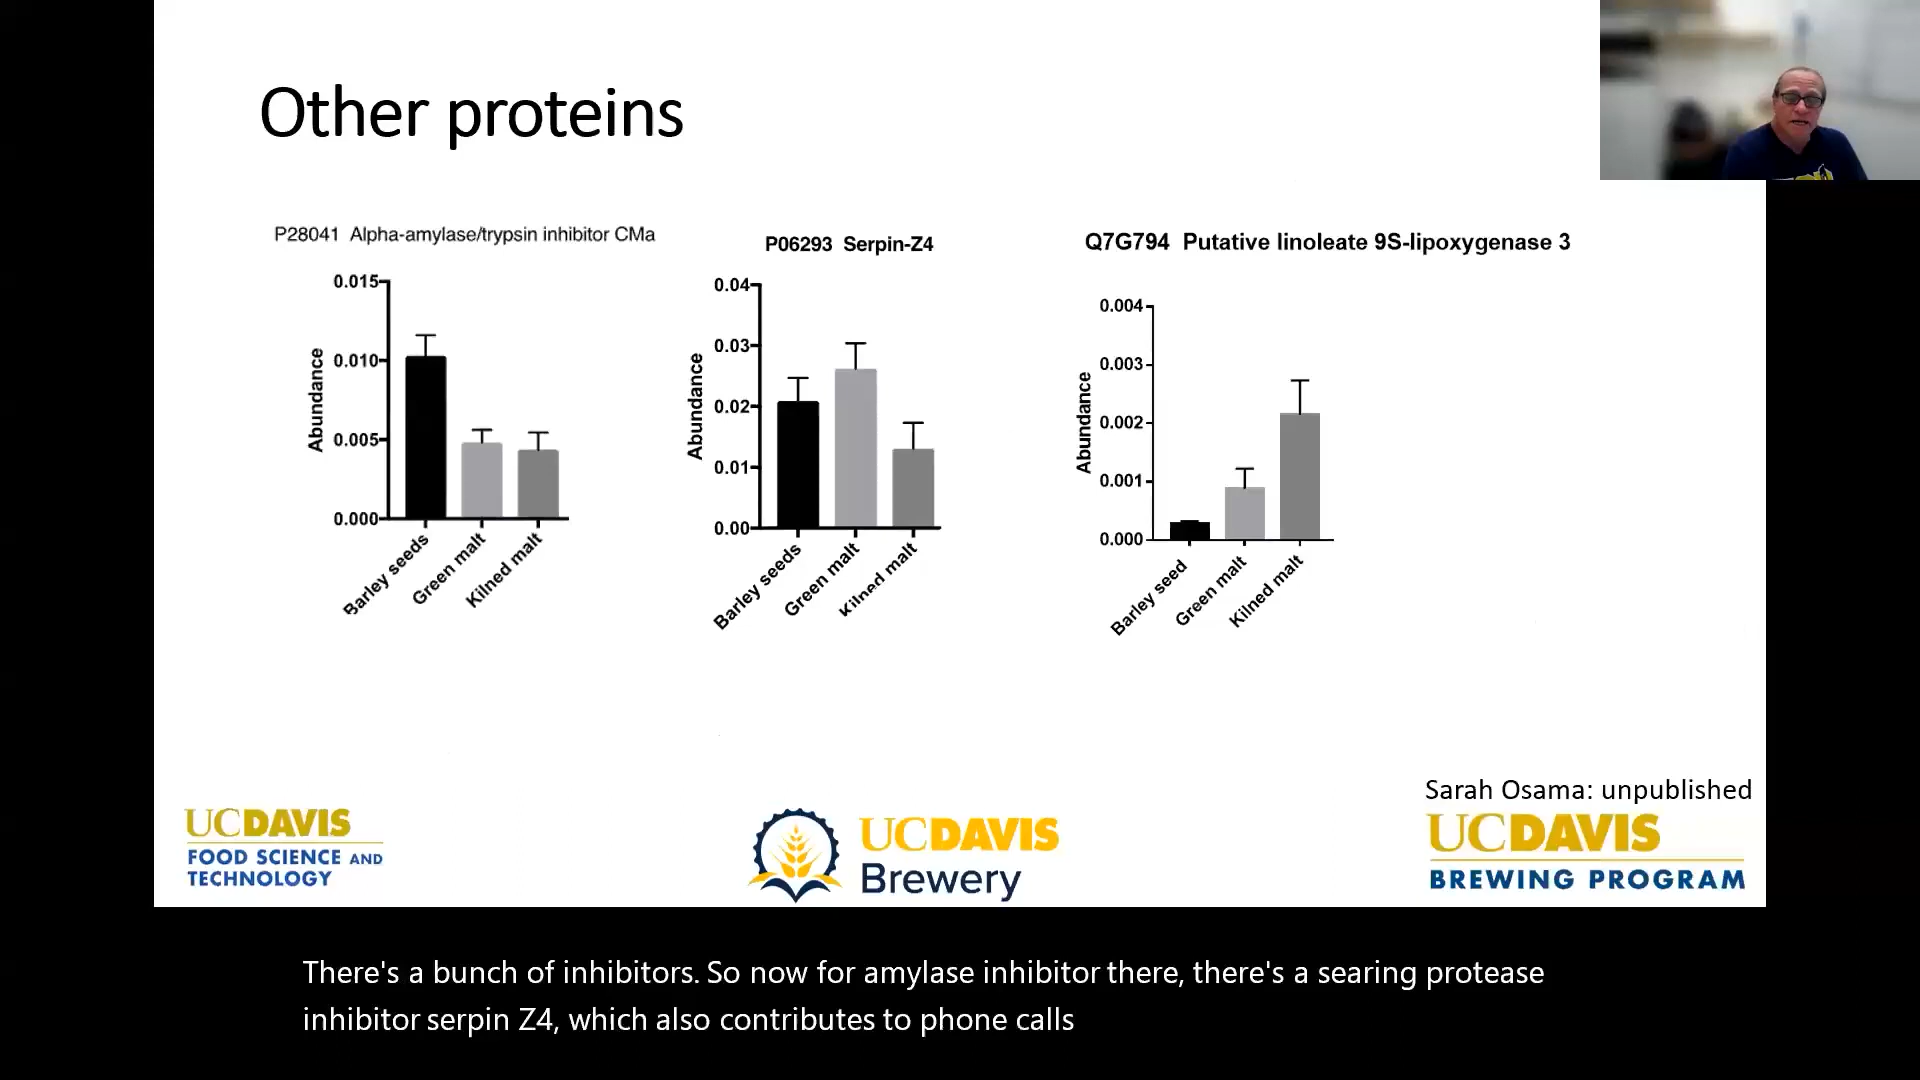 Other proteins
P28041 Alpha-amylase/trypsin inhibitor CMa
0.015
0.010
0.005
0.000
Abundance
Barley seeds
Green malt
Kilned malt
P06293 Serpin-Z4
0.04
0.03
0.02
0.01
0.00
Abundance
Barley seeds
Green malt
Kilned malt
Q7G794 Putative linoleate 9S-lipoxygenase 3
0.004
0.003
0.002
0.001
0.000
Abundance
Barley seed
Green malt
Kilned malt
Sarah Osama: unpublished
UCDAVIS
FOOD SCIENCE AND
TECHNOLOGY
UCDAVIS
Brewery
UCDAVIS
BREWING PROGRAM
There's a bunch of inhibitors. So now for amylase inhibitor there, there's a searing protease
inhibitor serpin Z4, which also contributes to phone calls